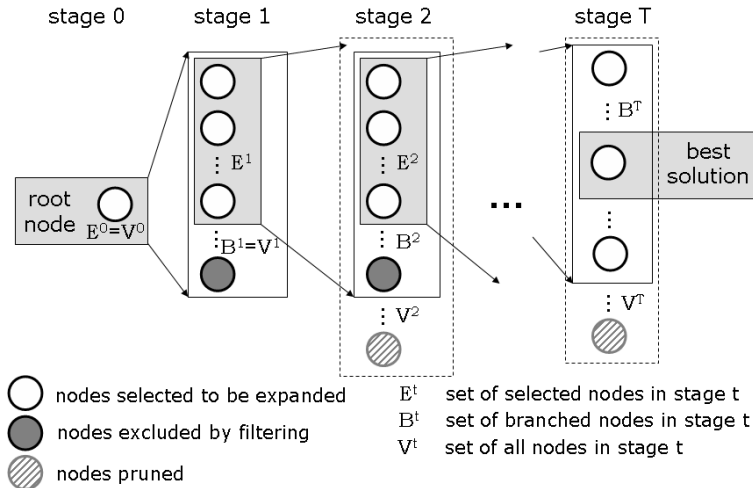 stage 0 stage 1 stage 2 stage T
⋮ Bᵀ
⋮ E¹ ⋮ E² best
root solution
node E⁰=V⁰ ... 
⋮ B¹=V¹ ⋮ B² ⋮
⋮ V² ⋮ Vᵀ
nodes selected to be expanded Eᵗ set of selected nodes in stage t
nodes excluded by filtering Bᵗ set of branched nodes in stage t
Vᵗ set of all nodes in stage t
nodes pruned